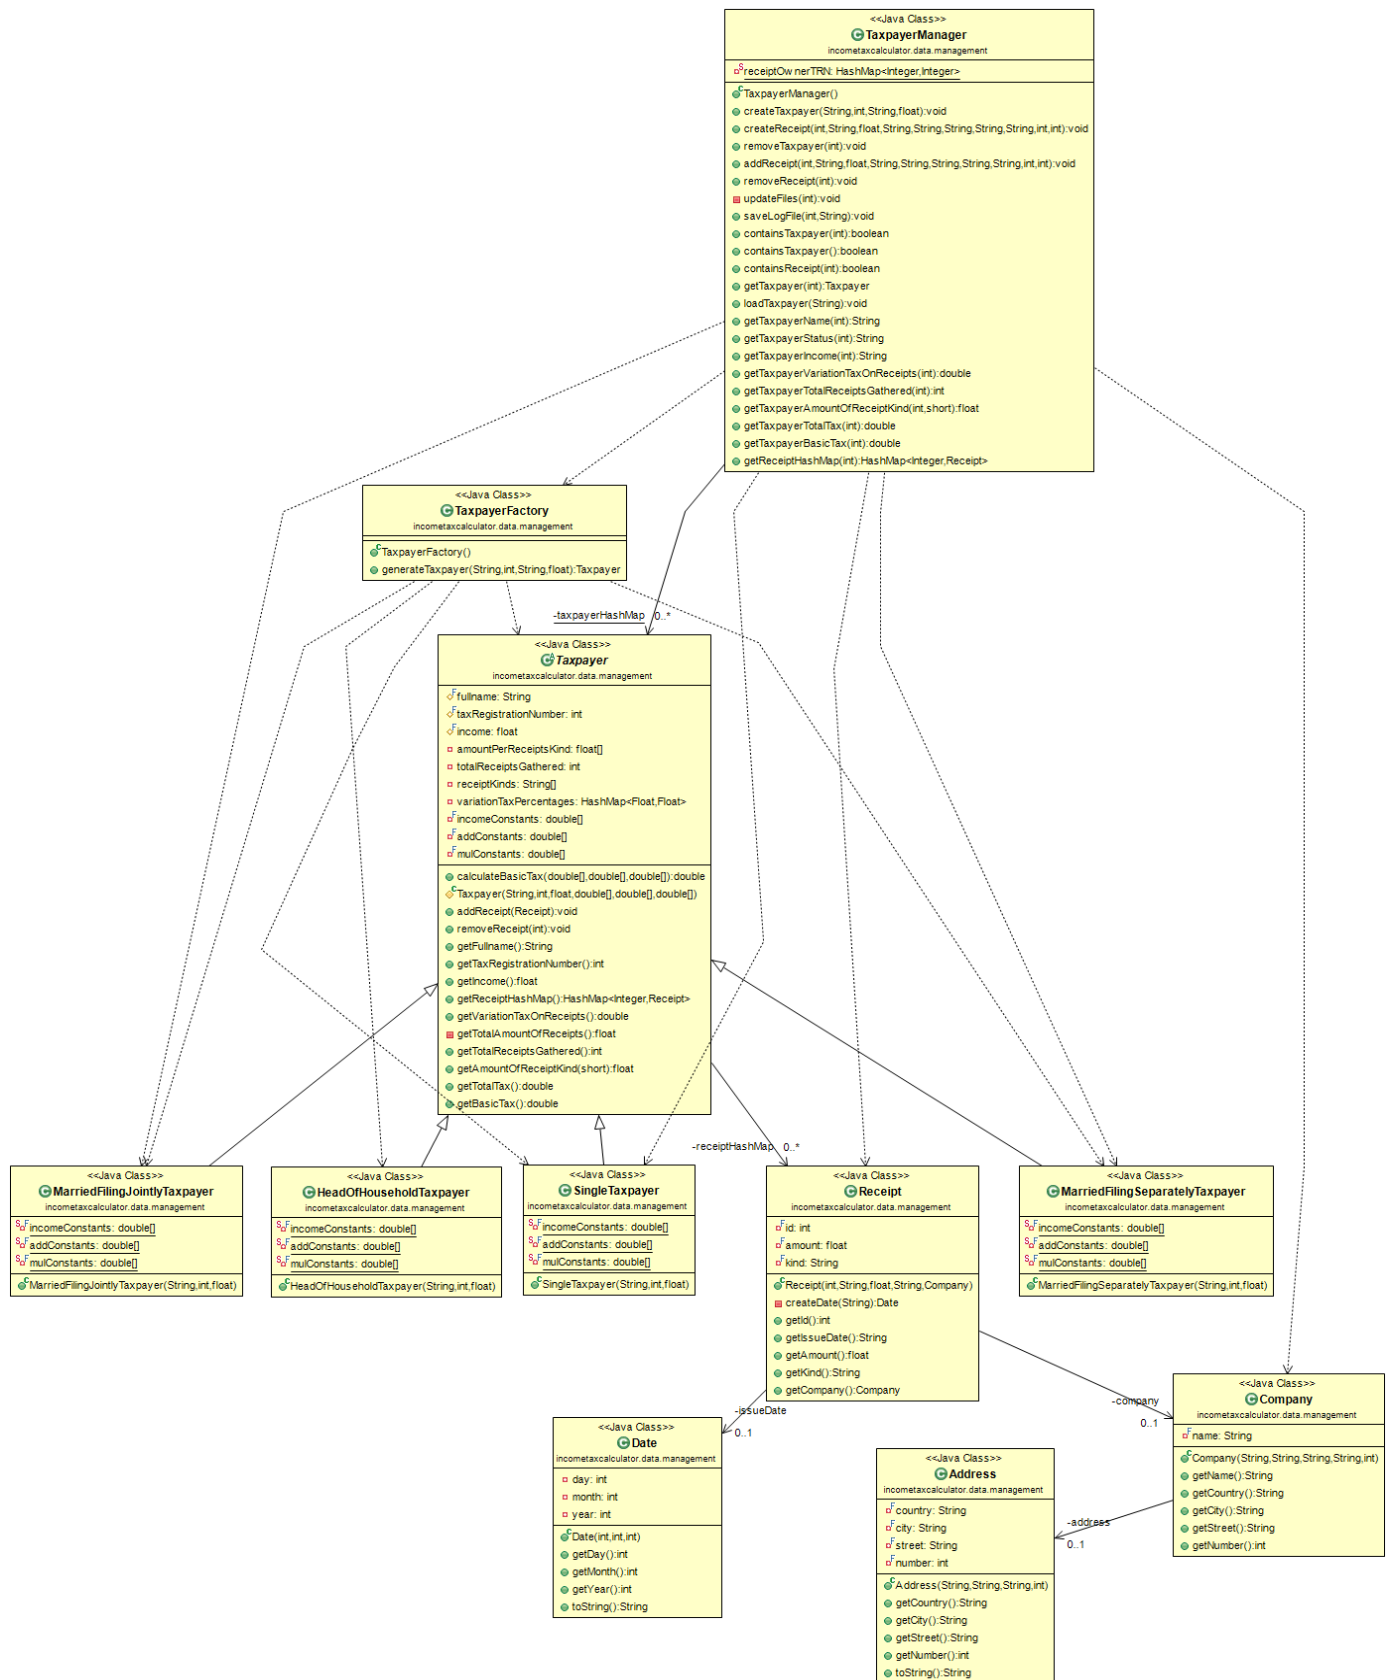 <<Java Class>>
TaxpayerManager
incometaxcalculator.data.management
receiptOwnerTRN: HashMap<Integer,Integer>
TaxpayerManager()
createTaxpayer(String,int,String,float):void
createReceipt(int,String,float,String,String,String,String,String,int,int):void
removeTaxpayer(int):void
addReceipt(int,String,float,String,String,String,String,String,int,int):void
removeReceipt(int):void
updateFiles(int):void
saveLogFile(int,String):void
containsTaxpayer(int):boolean
containsTaxpayer():boolean
containsReceipt(int):boolean
getTaxpayer(int):Taxpayer
loadTaxpayer(String):void
getTaxpayerName(int):String
getTaxpayerStatus(int):String
getTaxpayerIncome(int):String
getTaxpayerVariationTaxOnReceipts(int):double
getTaxpayerTotalReceiptsGathered(int):int
getTaxpayerAmountOfReceiptKind(int,short):float
getTaxpayerTotalTax(int):double
getTaxpayerBasicTax(int):double
getReceiptHashMap(int):HashMap<Integer,Receipt>
<<Java Class>>
TaxpayerFactory
incometaxcalculator.data.management
TaxpayerFactory()
generateTaxpayer(String,int,String,float):Taxpayer
-taxpayerHashMap 0..*
<<Java Class>>
Taxpayer
incometaxcalculator.data.management
fullname: String
taxRegistrationNumber: int
income: float
amountPerReceiptsKind: float[]
totalReceiptsGathered: int
receiptKinds: String[]
variationTaxPercentages: HashMap<Float,Float>
incomeConstants: double[]
addConstants: double[]
mulConstants: double[]
calculateBasicTax(double[],double[],double[]):double
Taxpayer(String,int,float,double[],double[],double[])
addReceipt(Receipt):void
removeReceipt(int):void
getFullname():String
getTaxRegistrationNumber():int
getIncome():float
getReceiptHashMap():HashMap<Integer,Receipt>
getVariationTaxOnReceipts():double
getTotalAmountOfReceipts():float
getTotalReceiptsGathered():int
getAmountOfReceiptKind(short):float
getTotalTax():double
getBasicTax():double
-receiptHashMap 0..*
<<Java Class>>
MarriedFilingJointlyTaxpayer
incometaxcalculator.data.management
incomeConstants: double[]
addConstants: double[]
mulConstants: double[]
MarriedFilingJointlyTaxpayer(String,int,float)
<<Java Class>>
HeadOfHouseholdTaxpayer
incometaxcalculator.data.management
incomeConstants: double[]
addConstants: double[]
mulConstants: double[]
HeadOfHouseholdTaxpayer(String,int,float)
<<Java Class>>
SingleTaxpayer
incometaxcalculator.data.management
incomeConstants: double[]
addConstants: double[]
mulConstants: double[]
SingleTaxpayer(String,int,float)
<<Java Class>>
Receipt
incometaxcalculator.data.management
id: int
amount: float
kind: String
Receipt(int,String,float,String,Company)
createDate(String):Date
getId():int
getIssueDate():String
getAmount():float
getKind():String
getCompany():Company
<<Java Class>>
MarriedFilingSeparatelyTaxpayer
incometaxcalculator.data.management
incomeConstants: double[]
addConstants: double[]
mulConstants: double[]
MarriedFilingSeparatelyTaxpayer(String,int,float)
-issueDate
0..1
-company
0..1
<<Java Class>>
Company
incometaxcalculator.data.management
name: String
Company(String,String,String,String,int)
getName():String
getCountry():String
getCity():String
getStreet():String
getNumber():int
<<Java Class>>
Date
incometaxcalculator.data.management
day: int
month: int
year: int
Date(int,int,int)
getDay():int
getMonth():int
getYear():int
toString():String
-address
0..1
<<Java Class>>
Address
incometaxcalculator.data.management
country: String
city: String
street: String
number: int
Address(String,String,String,int)
getCountry():String
getCity():String
getStreet():String
getNumber():int
toString():String